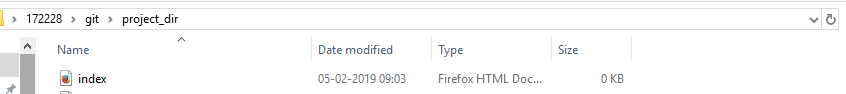 172228 > git > project_dir
Name Date modified Type Size
index 05-02-2019 09:03 Firefox HTML Doc... 0 KB